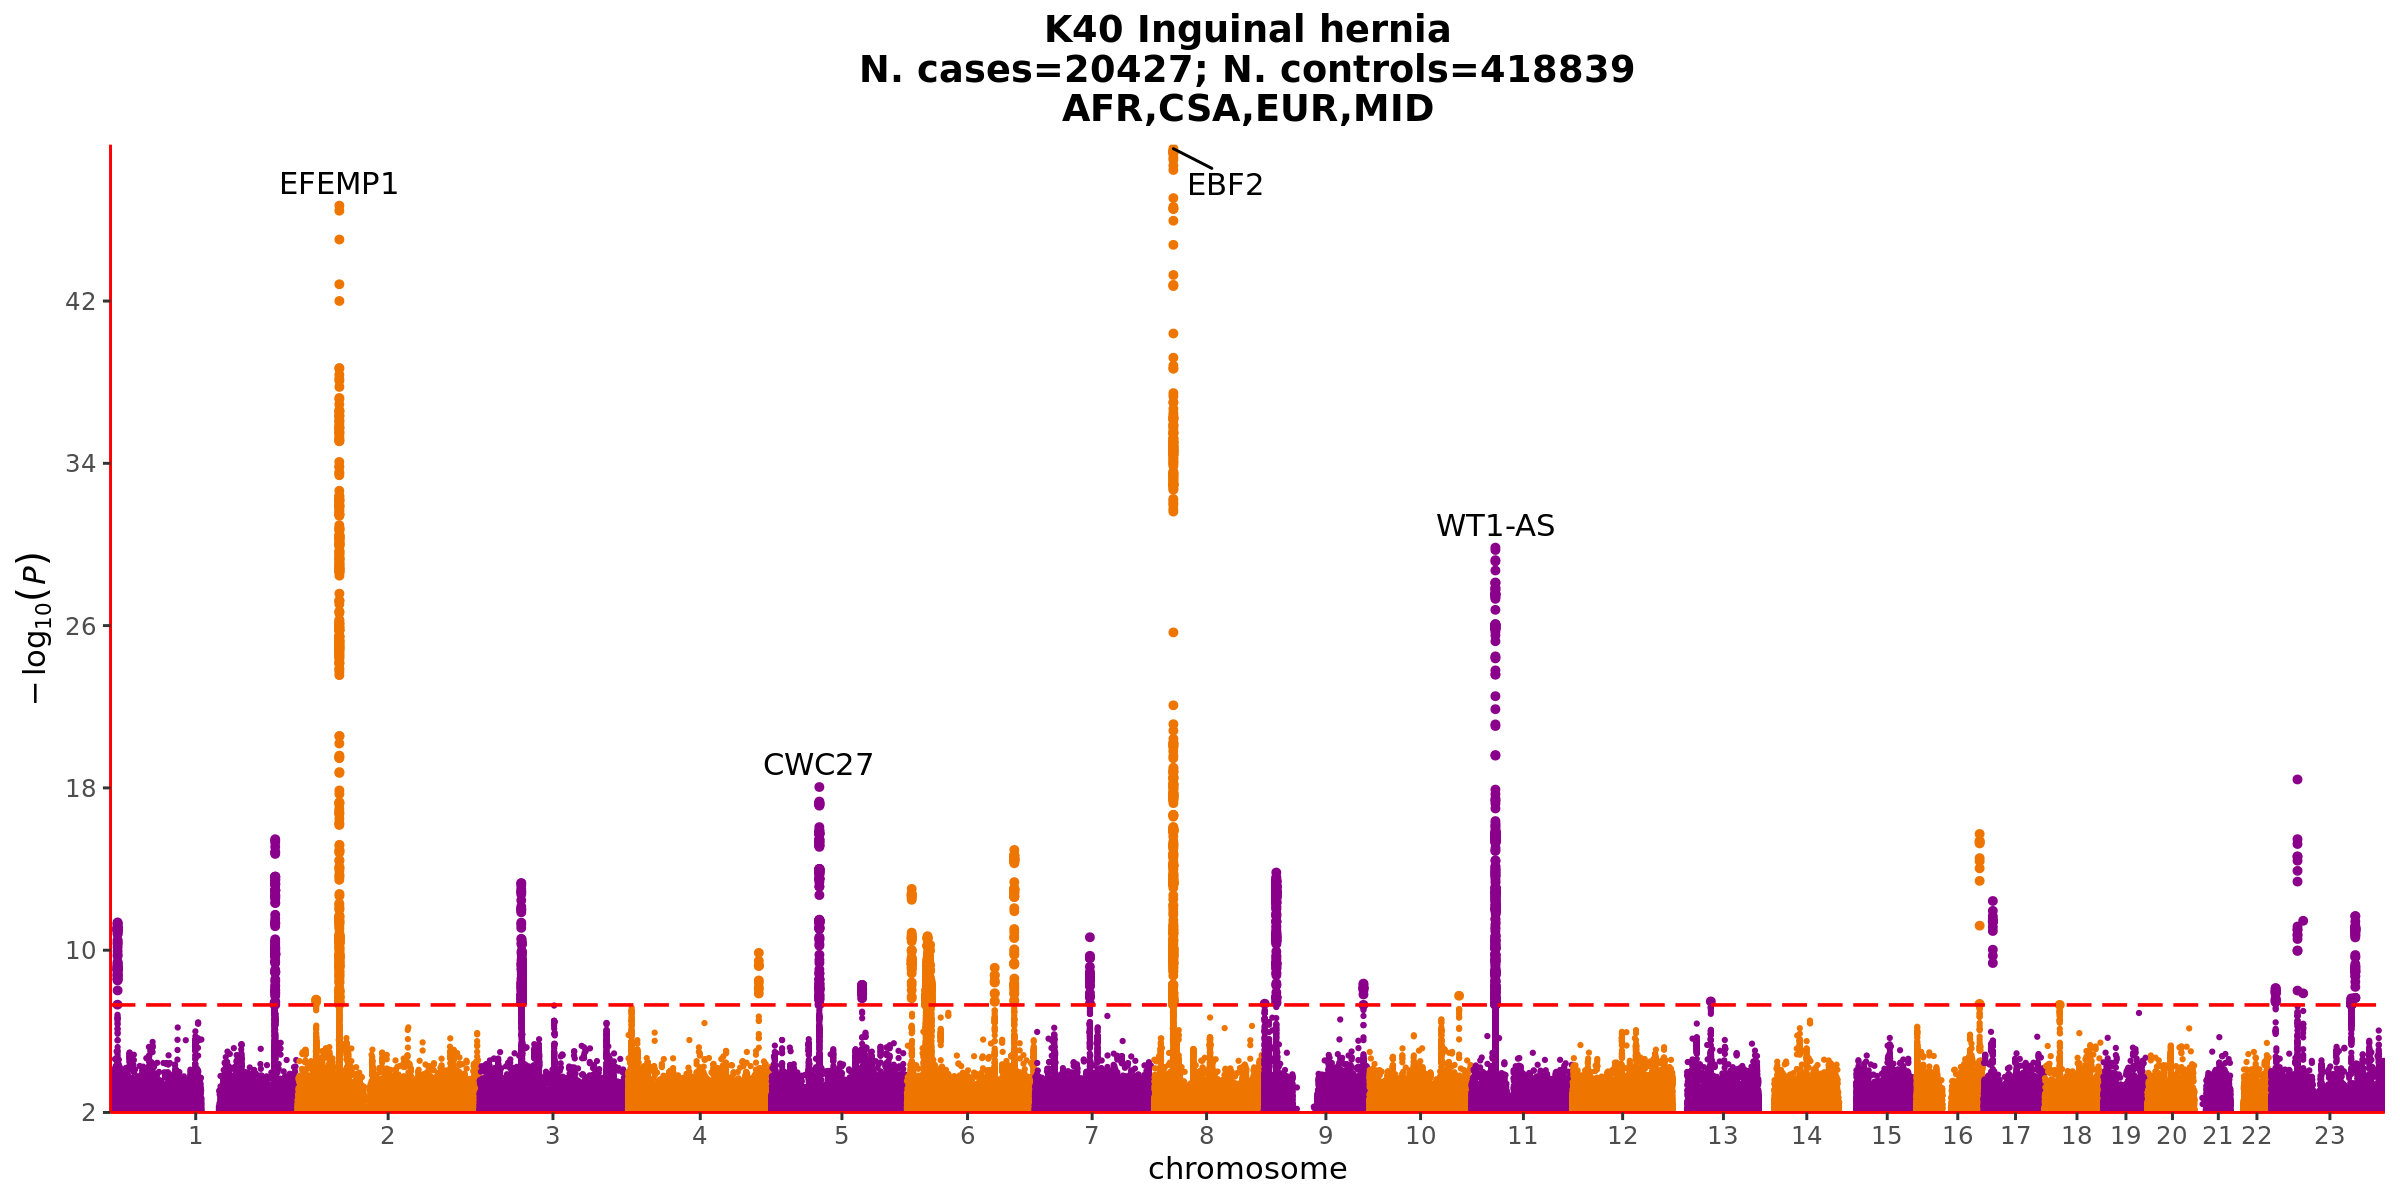 K40 Inguinal hernia
N. cases=20427; N. controls=418839
AFR,CSA,EUR,MID
EFEMP1
EBF2
WT1-AS
CWC27
42
34
26
18
10
2
−log10(P)
1 2 3 4 5 6 7 8 9 10 11 12 13 14 15 16 17 18 19 20 21 22 23
chromosome